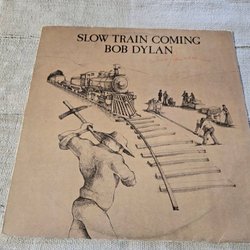 SLOW TRAIN COMING
BOB DYLAN